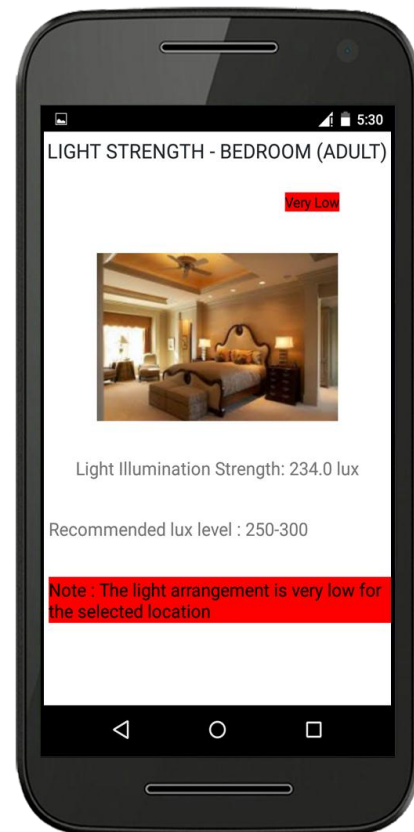 5:30
LIGHT STRENGTH - BEDROOM (ADULT)
Very Low
Light Illumination Strength: 234.0 lux
Recommended lux level : 250-300
Note : The light arrangement is very low for
the selected location